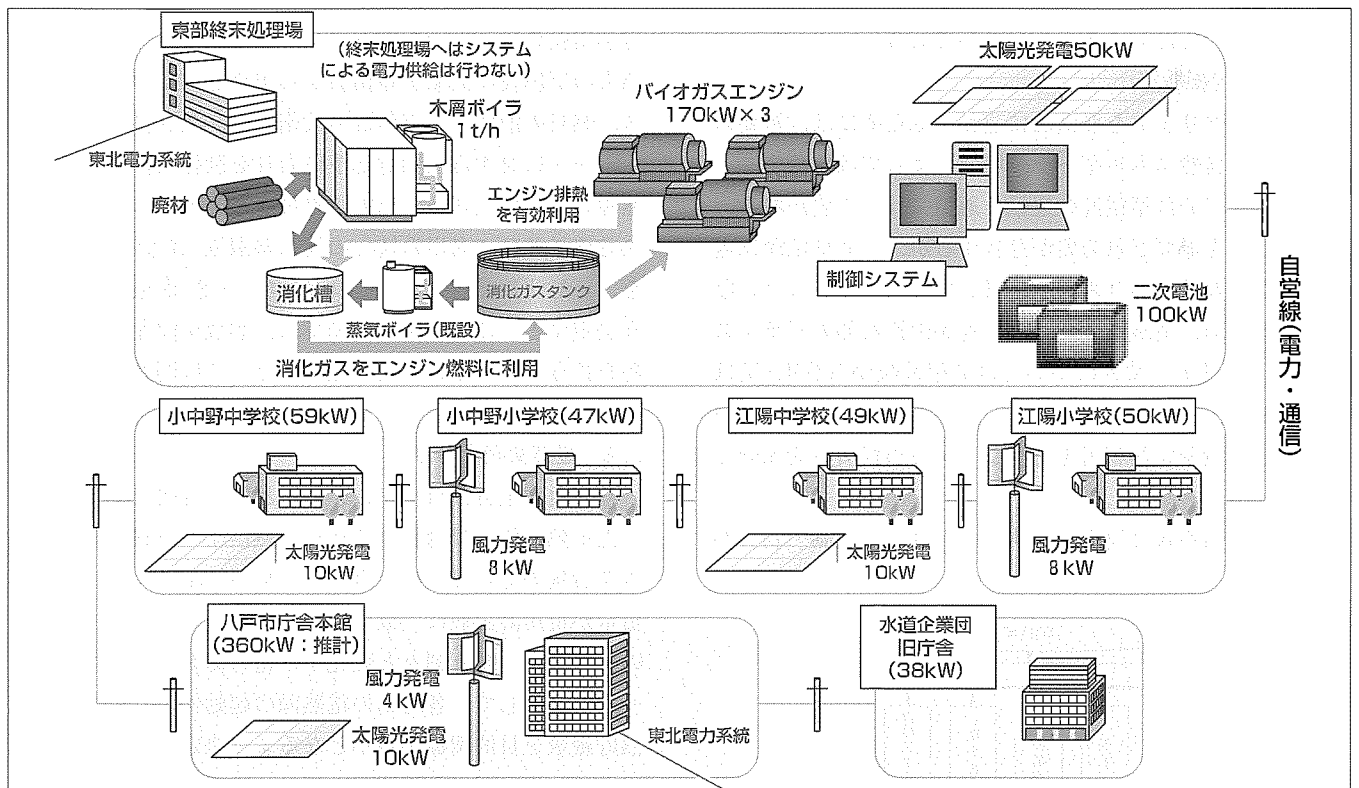 東部終末処理場
(終末処理場へはシステム
による電力供給は行わない)
木屑ボイラ
1t/h
バイオガスエンジン
170kW×3
太陽光発電50kW
東北電力系統
廃材
エンジン排熱
を有効利用
制御システム
消化槽
消化ガスタンク
蒸気ボイラ(既設)
消化ガスをエンジン燃料に利用
二次電池
100kW
自営線(電力・通信)
小中野中学校(59kW)
太陽光発電
10kW
小中野小学校(47kW)
風力発電
8kW
江陽中学校(49kW)
太陽光発電
10kW
江陽小学校(50kW)
風力発電
8kW
八戸市庁舎本館
(360kW:推計)
風力発電
4kW
太陽光発電
10kW
東北電力系統
水道企業団
旧庁舎
(38kW)